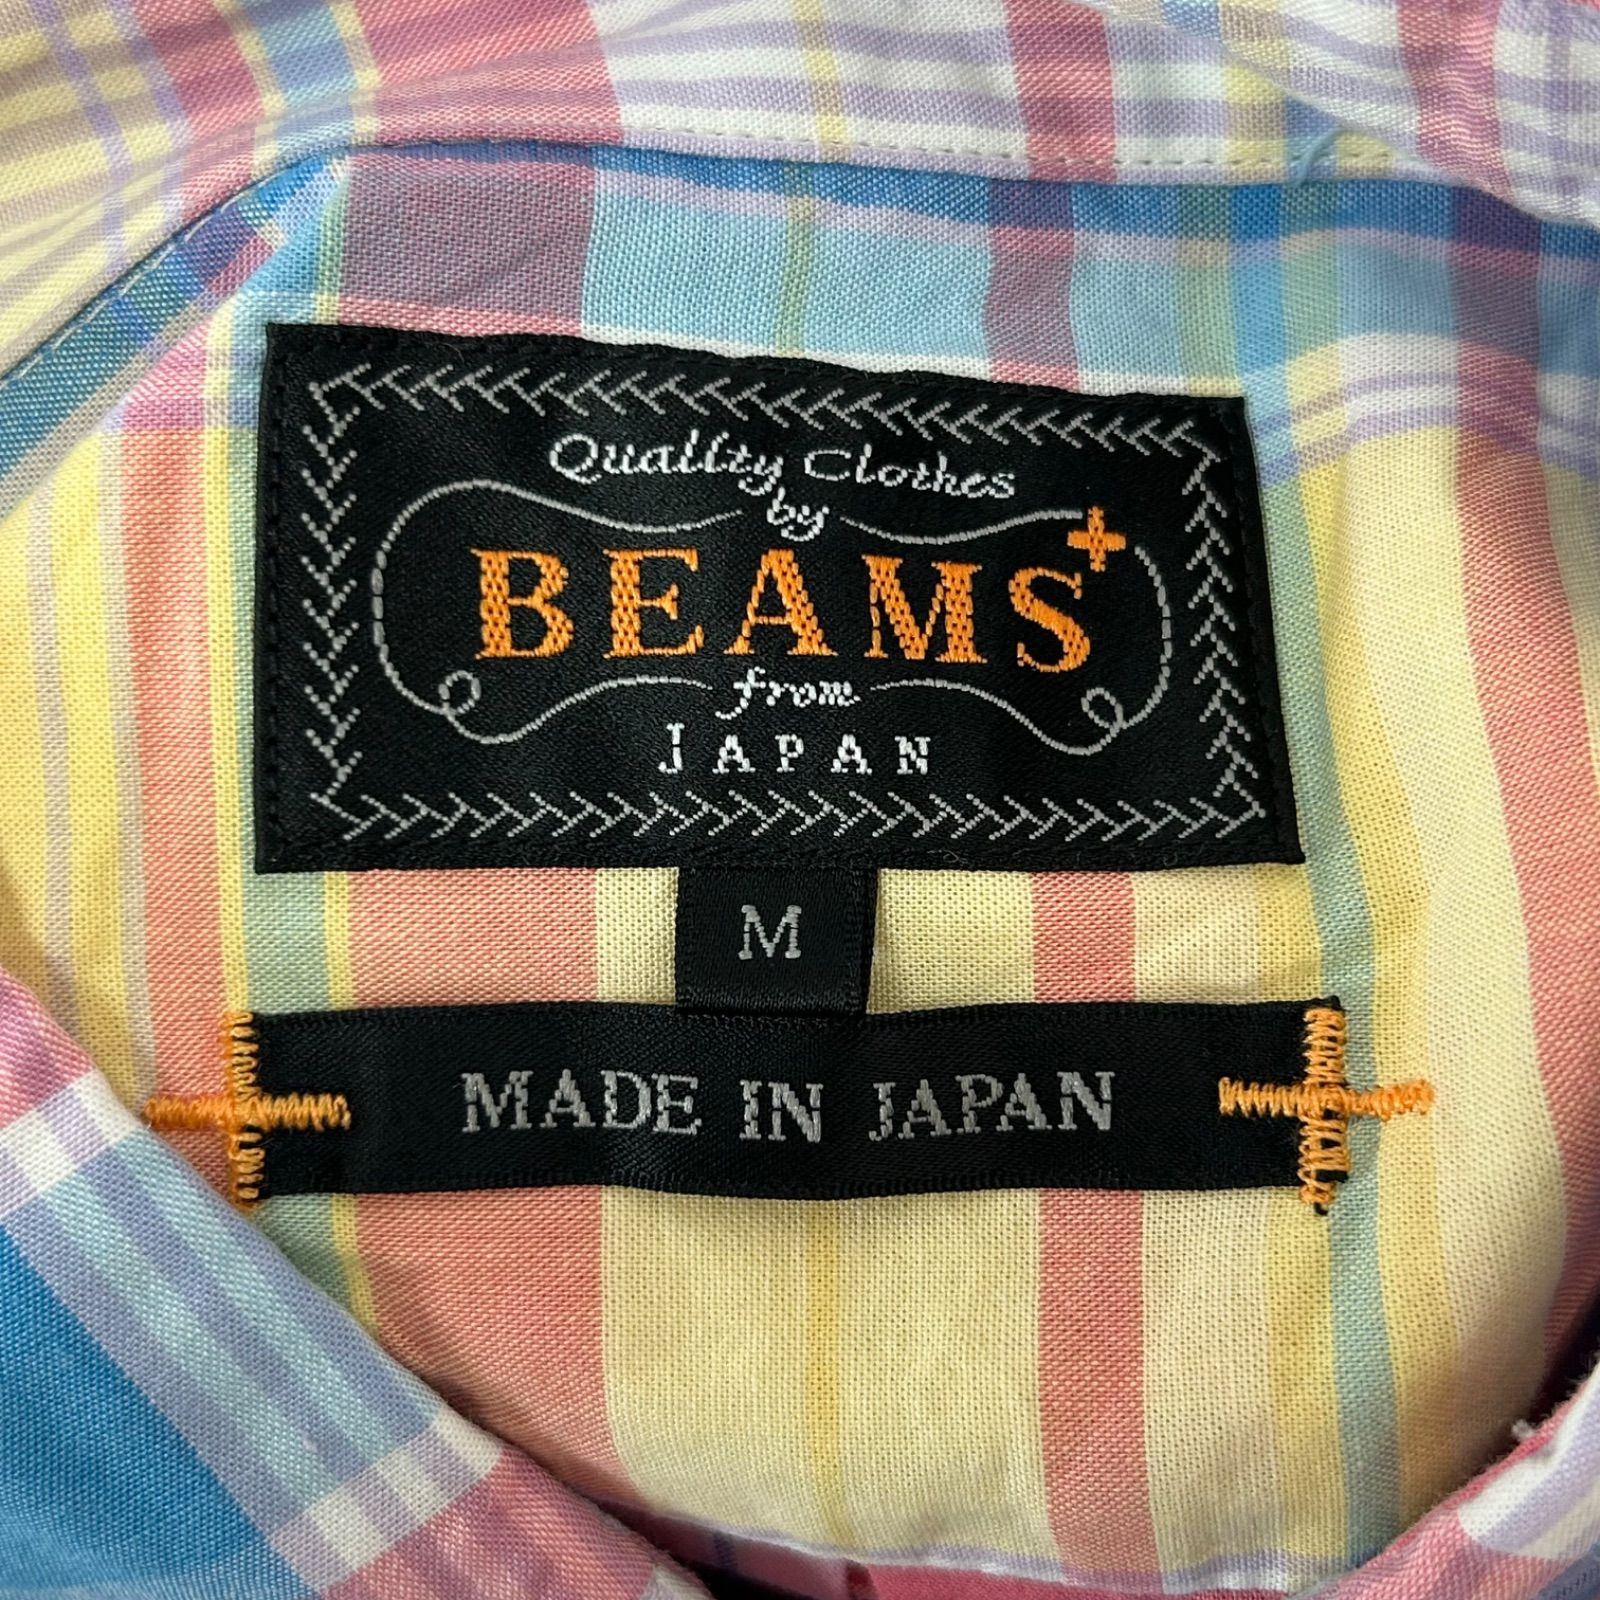 Quality Clothes
by
BEAMS+
from
JAPAN
M
MADE IN JAPAN